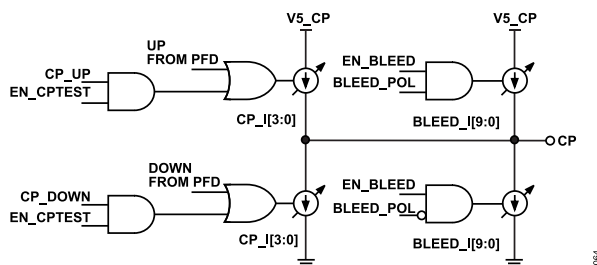 V5_CP
V5_CP
UP
FROM PFD
CP_UP
EN_CPTEST
EN_BLEED
BLEED_POL
CP_I[3:0]
BLEED_I[9:0]
CP
DOWN
FROM PFD
CP_DOWN
EN_CPTEST
EN_BLEED
BLEED_POL
CP_I[3:0]
BLEED_I[9:0]
064